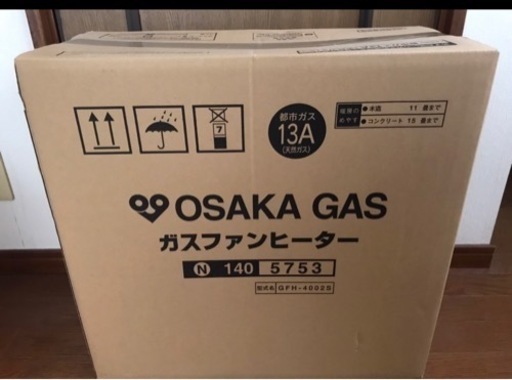 7
都市ガス
13A
(天然ガス)
暖房の
めやす
●木造 11 畳まで
●コンクリート 15 畳まで
OSAKA GAS
ガスファンヒーター
N 140 5753
型式名 GFH-4002S